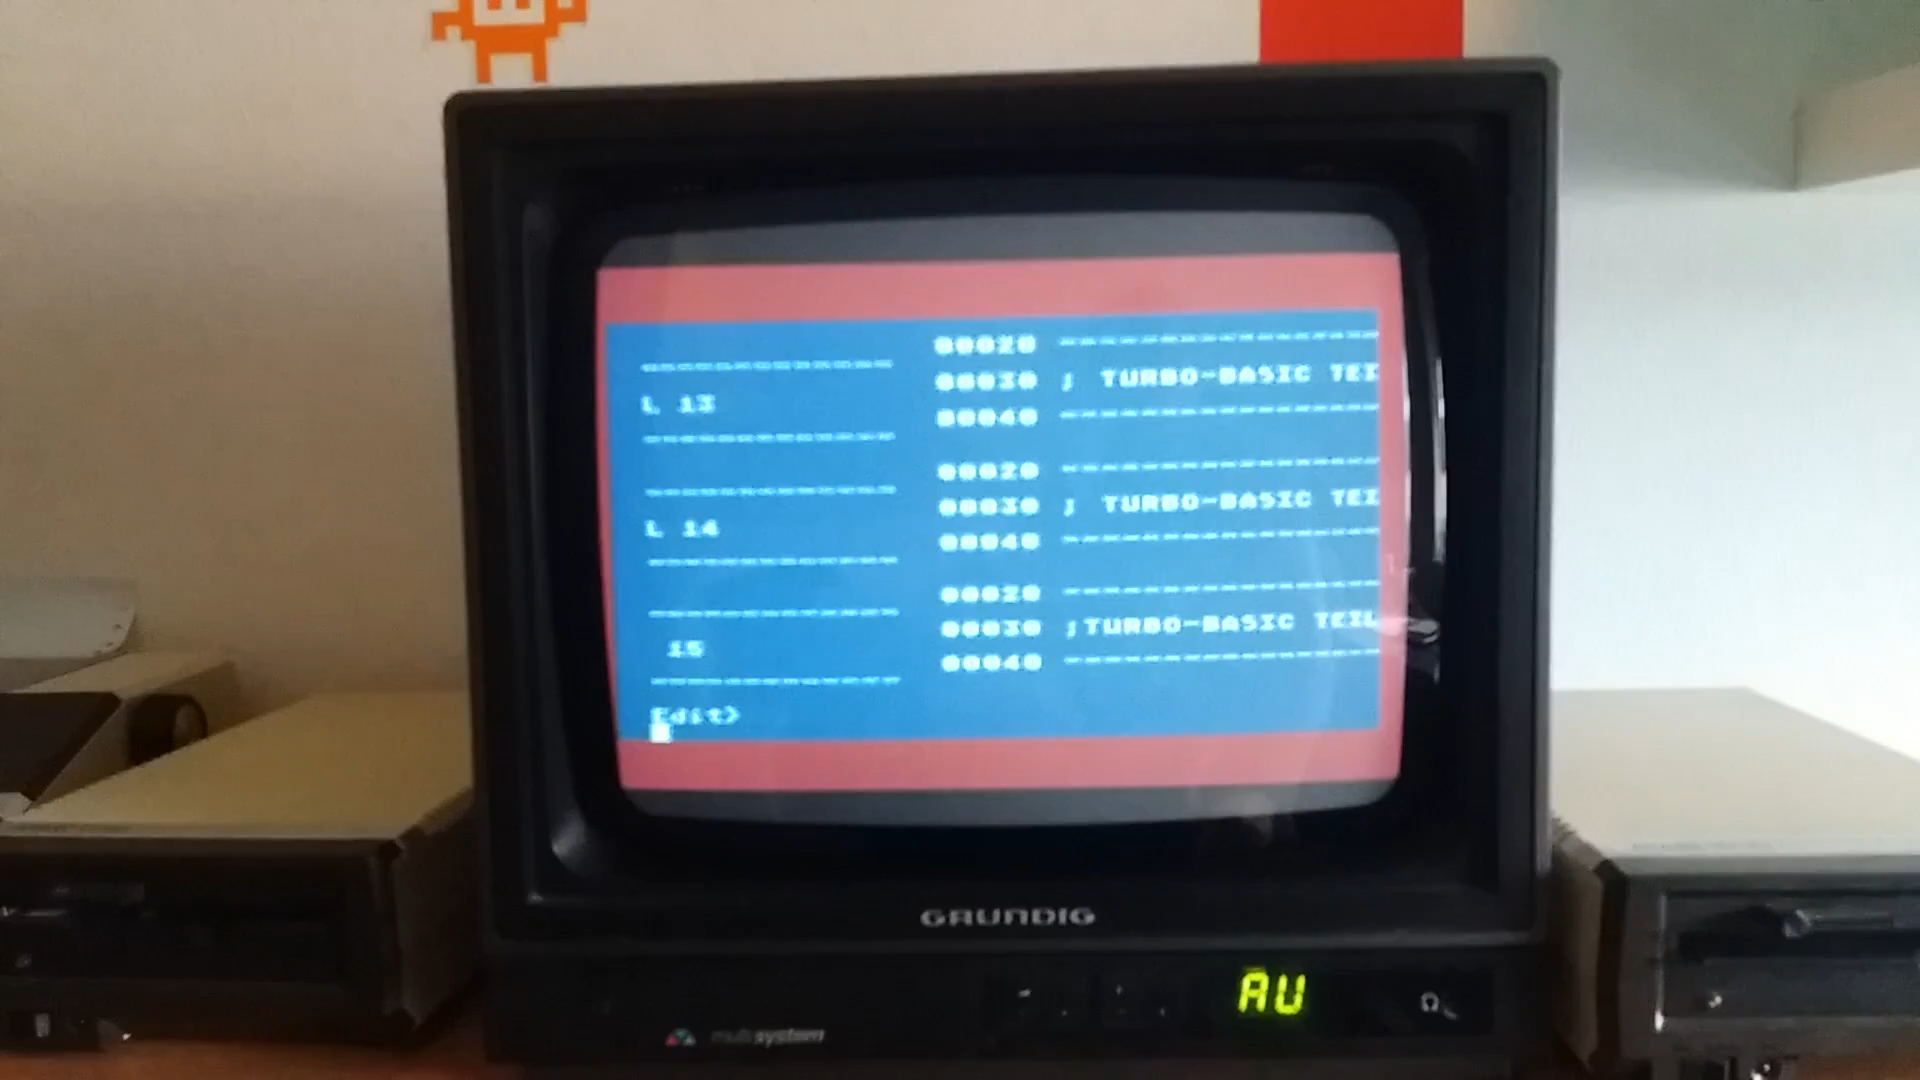 00020 ----------------
00030 ; TURBO-BASIC TEI
L 13
00040 ----------------
00020 ----------------
00030 ; TURBO-BASIC TEI
L 14
00040 ----------------
00020 ----------------
00030 ;TURBO-BASIC TEIL
15
00040 ----------------
Edit>
GRUNDIG
AU
multisystem